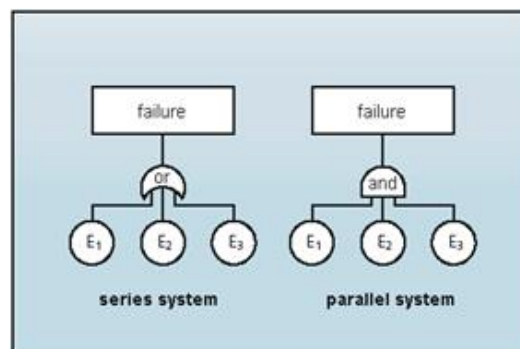 failure failure
or and
E₁ E₂ E₃ E₁ E₂ E₃
series system parallel system